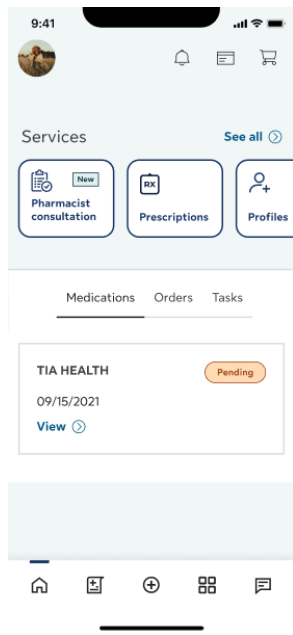 9:41
Services
See all
New
Pharmacist
consultation
RX
Prescriptions
Profiles
Medications Orders Tasks
TIA HEALTH
Pending
09/15/2021
View